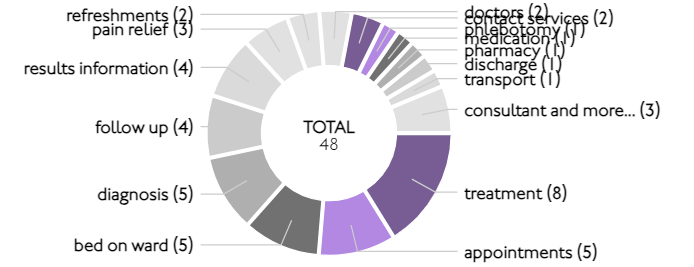 refreshments (2)
pain relief (3)
results information (4)
follow up (4)
diagnosis (5)
bed on ward (5)
TOTAL
48
doctors (2)
contact services (2)
phlebotomy (1)
medication (1)
pharmacy (1)
discharge (1)
transport (1)
consultant and more... (3)
treatment (8)
appointments (5)